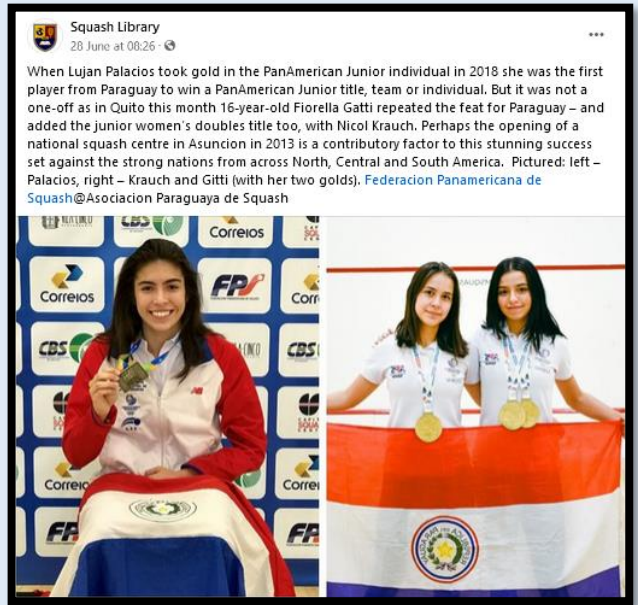 Squash Library
28 June at 08:26 ·
When Lujan Palacios took gold in the PanAmerican Junior individual in 2018 she was the first
player from Paraguay to win a PanAmerican Junior title, team or individual. But it was not a
one-off as in Quito this month 16-year-old Fiorella Gatti repeated the feat for Paraguay – and
added the junior women's doubles title too, with Nicol Krauch. Perhaps the opening of a
national squash centre in Asuncion in 2013 is a contributory factor to this stunning success
set against the strong nations from across North, Central and South America. Pictured: left –
Palacios, right – Krauch and Gitti (with her two golds). Federacion Panamericana de
Squash@Asociacion Paraguaya de Squash
CBS
Correios
Correios
FPS
CBS
CBS
Correio
Corre
FP